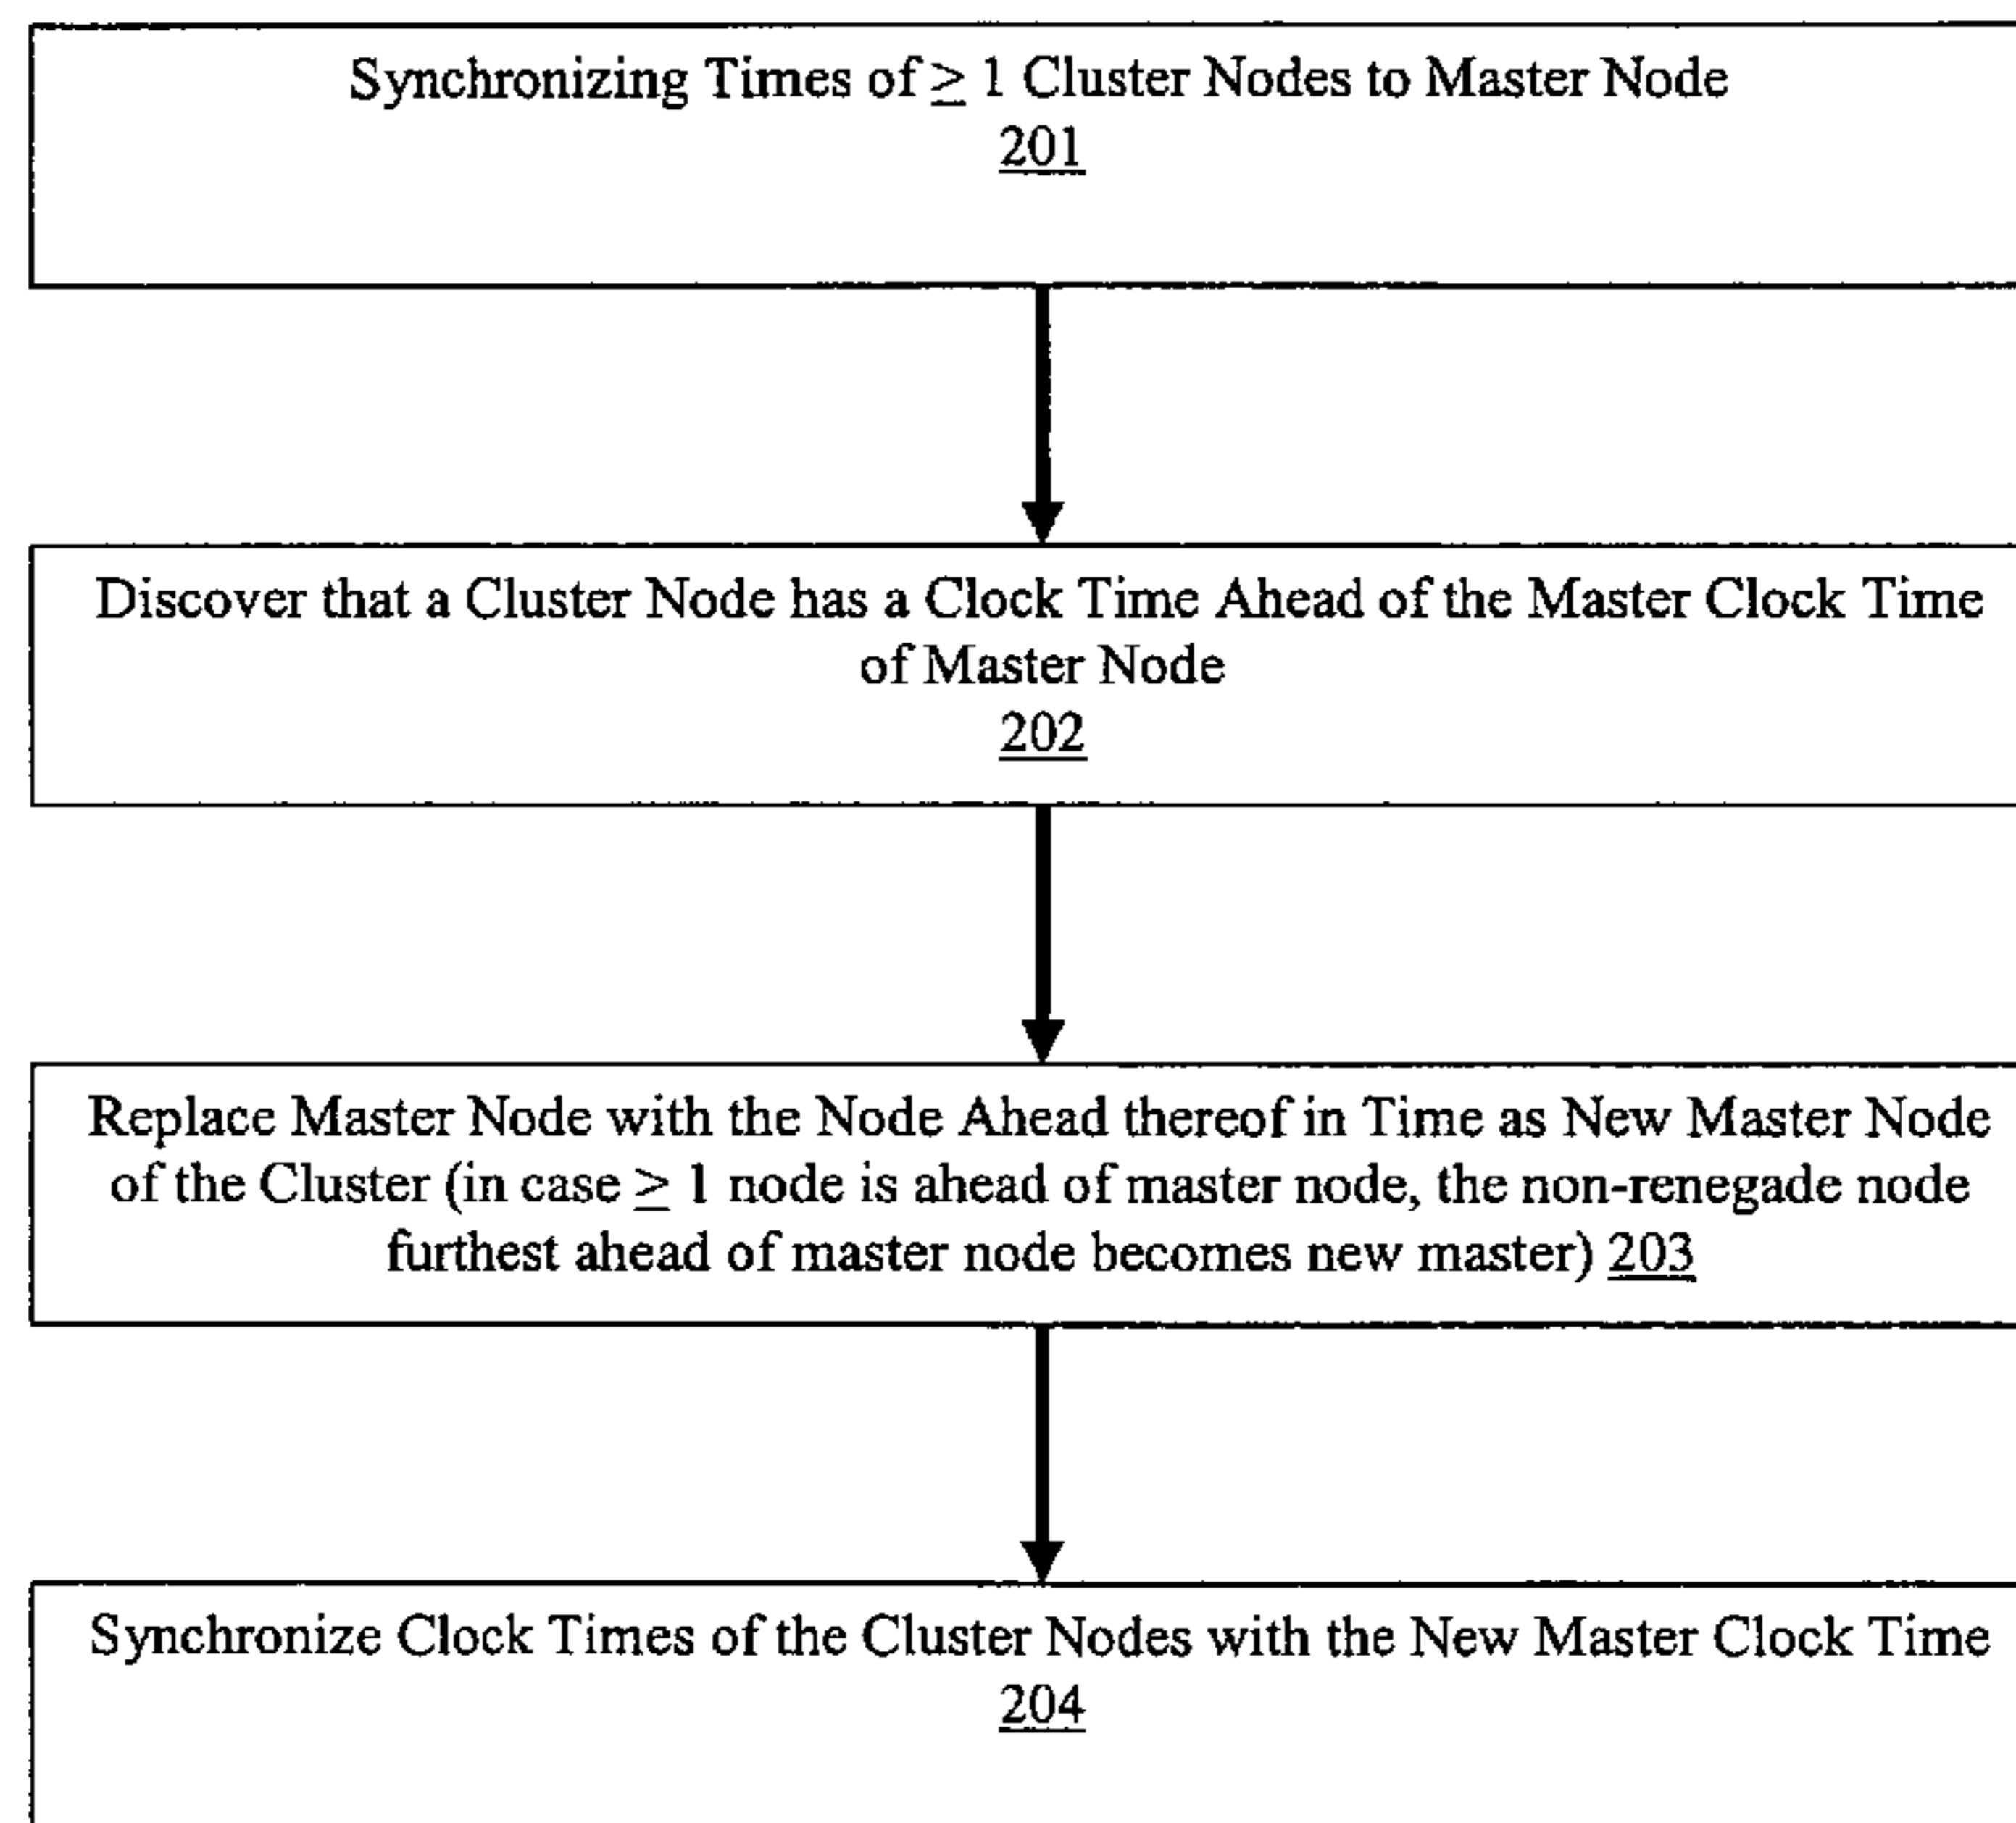 Synchronizing Times of ≥ 1 Cluster Nodes to Master Node
201
Discover that a Cluster Node has a Clock Time Ahead of the Master Clock Time
of Master Node
202
Replace Master Node with the Node Ahead thereof in Time as New Master Node
of the Cluster (in case ≥ 1 node is ahead of master node, the non-renegade node
furthest ahead of master node becomes new master) 203
Synchronize Clock Times of the Cluster Nodes with the New Master Clock Time
204